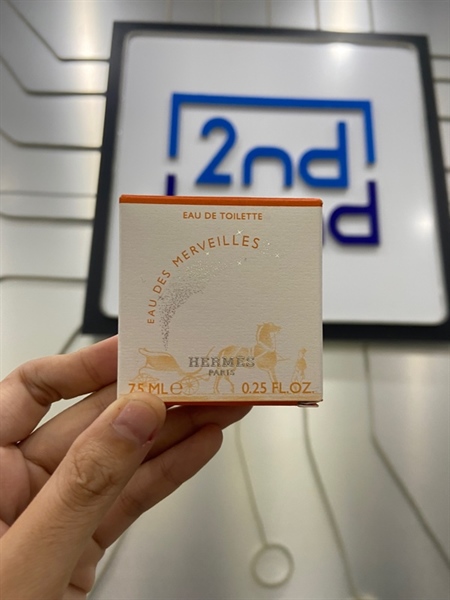 2nd
EAU DE TOILETTE
EAU DES MERVEILLES
HERMÈS
PARIS
7.5 ML e 0.25 FL.OZ.